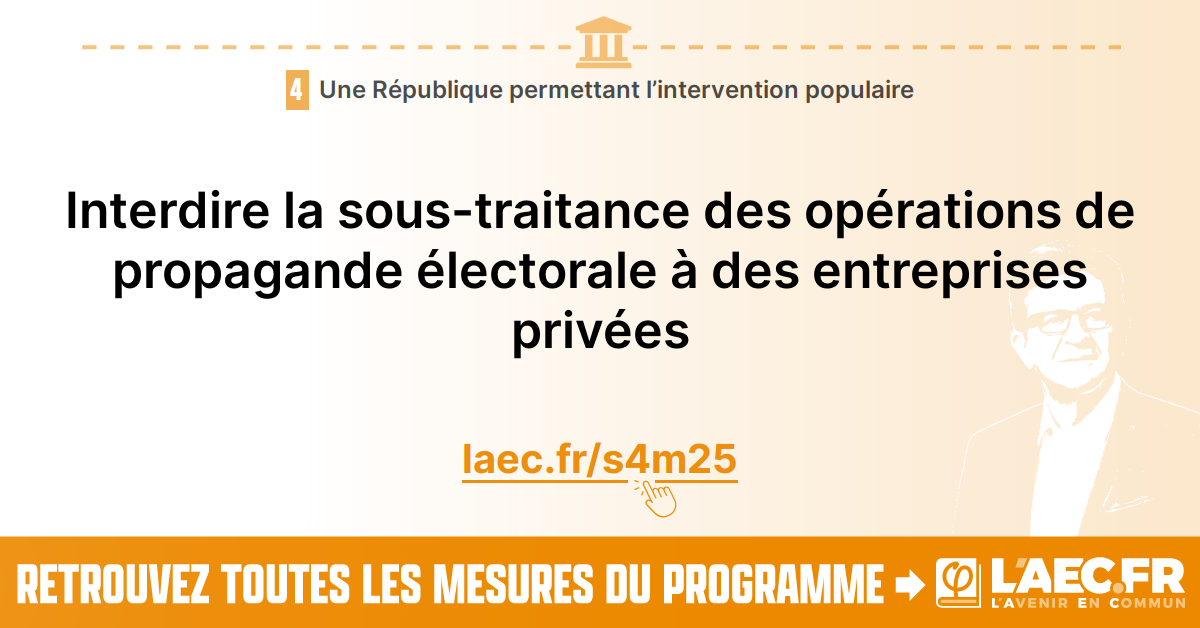 4 Une République permettant l’intervention populaire
Interdire la sous-traitance des opérations de
propagande électorale à des entreprises
privées
laec.fr/s4m25
RETROUVEZ TOUTES LES MESURES DU PROGRAMME
φ L'AEC.FR
L'AVENIR EN COMMUN